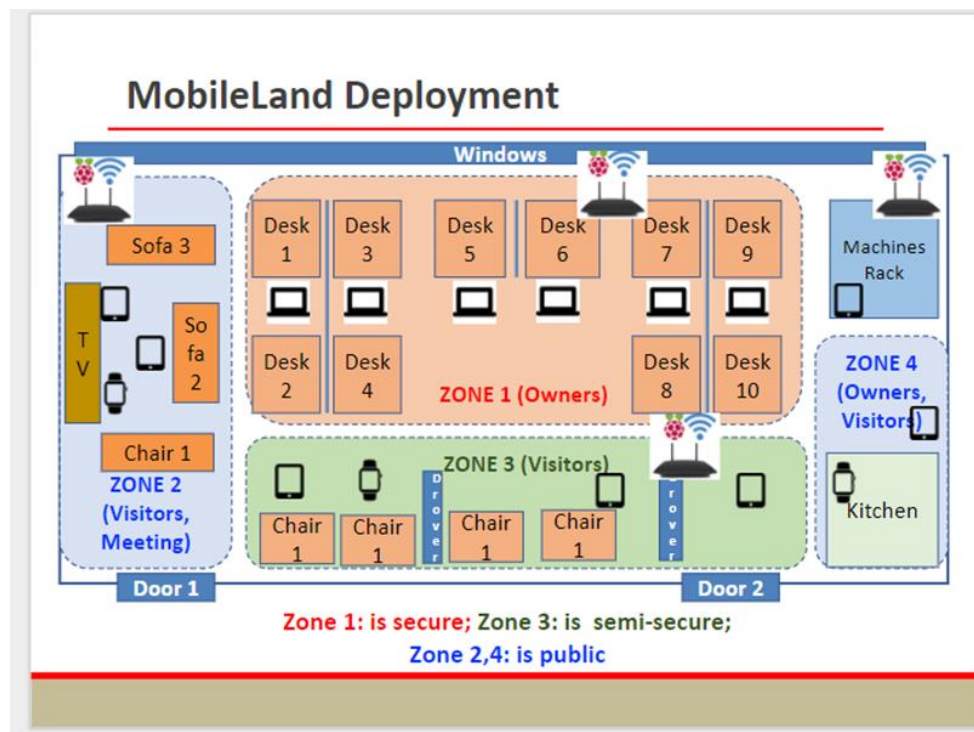 MobileLand Deployment
Windows
Sofa 3
T
V
So
fa
2
Chair 1
ZONE 2
(Visitors,
Meeting)
Desk
1
Desk
3
Desk
5
Desk
6
Desk
7
Desk
9
Desk
2
Desk
4
Desk
8
Desk
10
ZONE 1 (Owners)
Machines
Rack
ZONE 4
(Owners,
Visitors)
Kitchen
ZONE 3 (Visitors)
Chair
1
Chair
1
D
r
o
v
e
r
Chair
1
Chair
1
r
o
v
e
r
Door 1
Door 2
Zone 1: is secure; Zone 3: is semi-secure;
Zone 2,4: is public